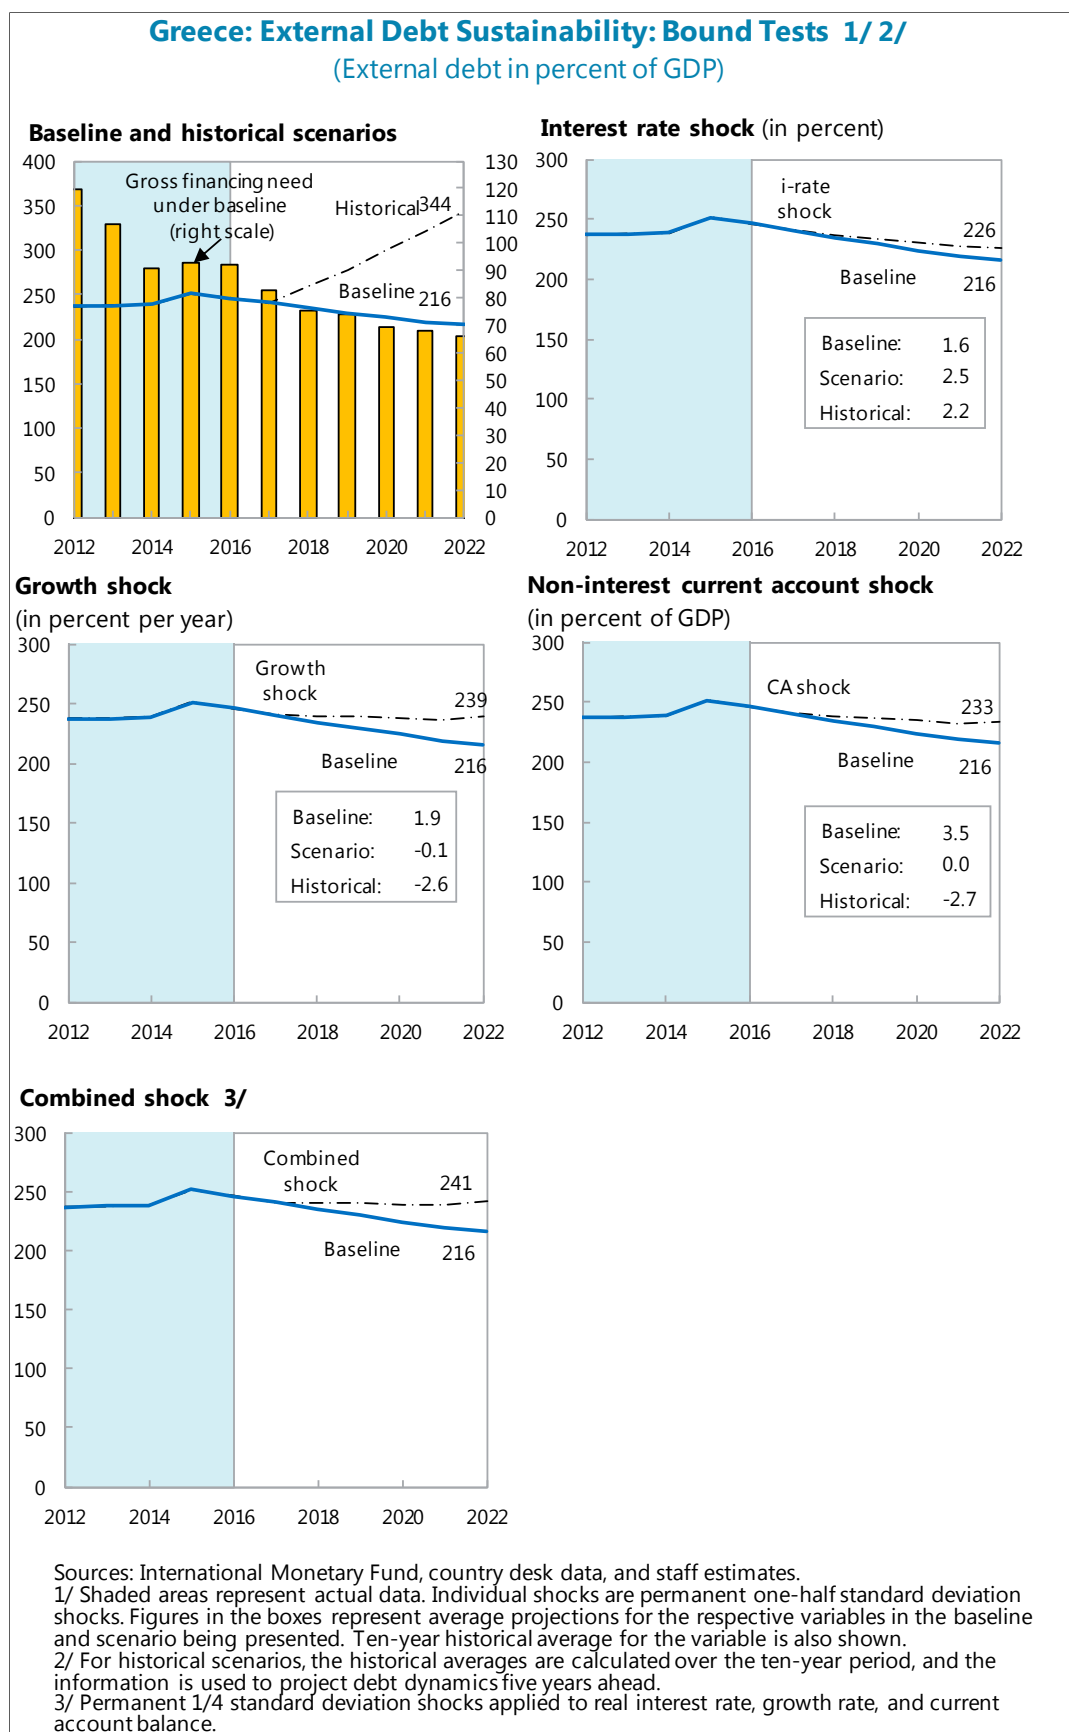 Greece: External Debt Sustainability: Bound Tests 1/ 2/
(External debt in percent of GDP)
Baseline and historical scenarios
400
350
300
250
200
150
100
50
0
130
120
110
100
90
80
70
60
50
40
30
20
10
0
Gross financing need
under baseline
(right scale)
Historical
344
Baseline
216
2012
2014
2016
2018
2020
2022
Interest rate shock (in percent)
300
250
200
150
100
50
0
i-rate
shock
226
Baseline
216
Baseline: 1.6
Scenario: 2.5
Historical: 2.2
2012
2014
2016
2018
2020
2022
Growth shock
(in percent per year)
300
250
200
150
100
50
0
Growth
shock
239
Baseline
216
Baseline: 1.9
Scenario: -0.1
Historical: -2.6
2012
2014
2016
2018
2020
2022
Non-interest current account shock
(in percent of GDP)
300
250
200
150
100
50
0
CA shock
233
Baseline
216
Baseline: 3.5
Scenario: 0.0
Historical: -2.7
2012
2014
2016
2018
2020
2022
Combined shock 3/
300
250
200
150
100
50
0
Combined
shock
241
Baseline
216
2012
2014
2016
2018
2020
2022
Sources: International Monetary Fund, country desk data, and staff estimates.
1/ Shaded areas represent actual data. Individual shocks are permanent one-half standard deviation
shocks. Figures in the boxes represent average projections for the respective variables in the baseline
and scenario being presented. Ten-year historical average for the variable is also shown.
2/ For historical scenarios, the historical averages are calculated over the ten-year period, and the
information is used to project debt dynamics five years ahead.
3/ Permanent 1/4 standard deviation shocks applied to real interest rate, growth rate, and current
account balance.